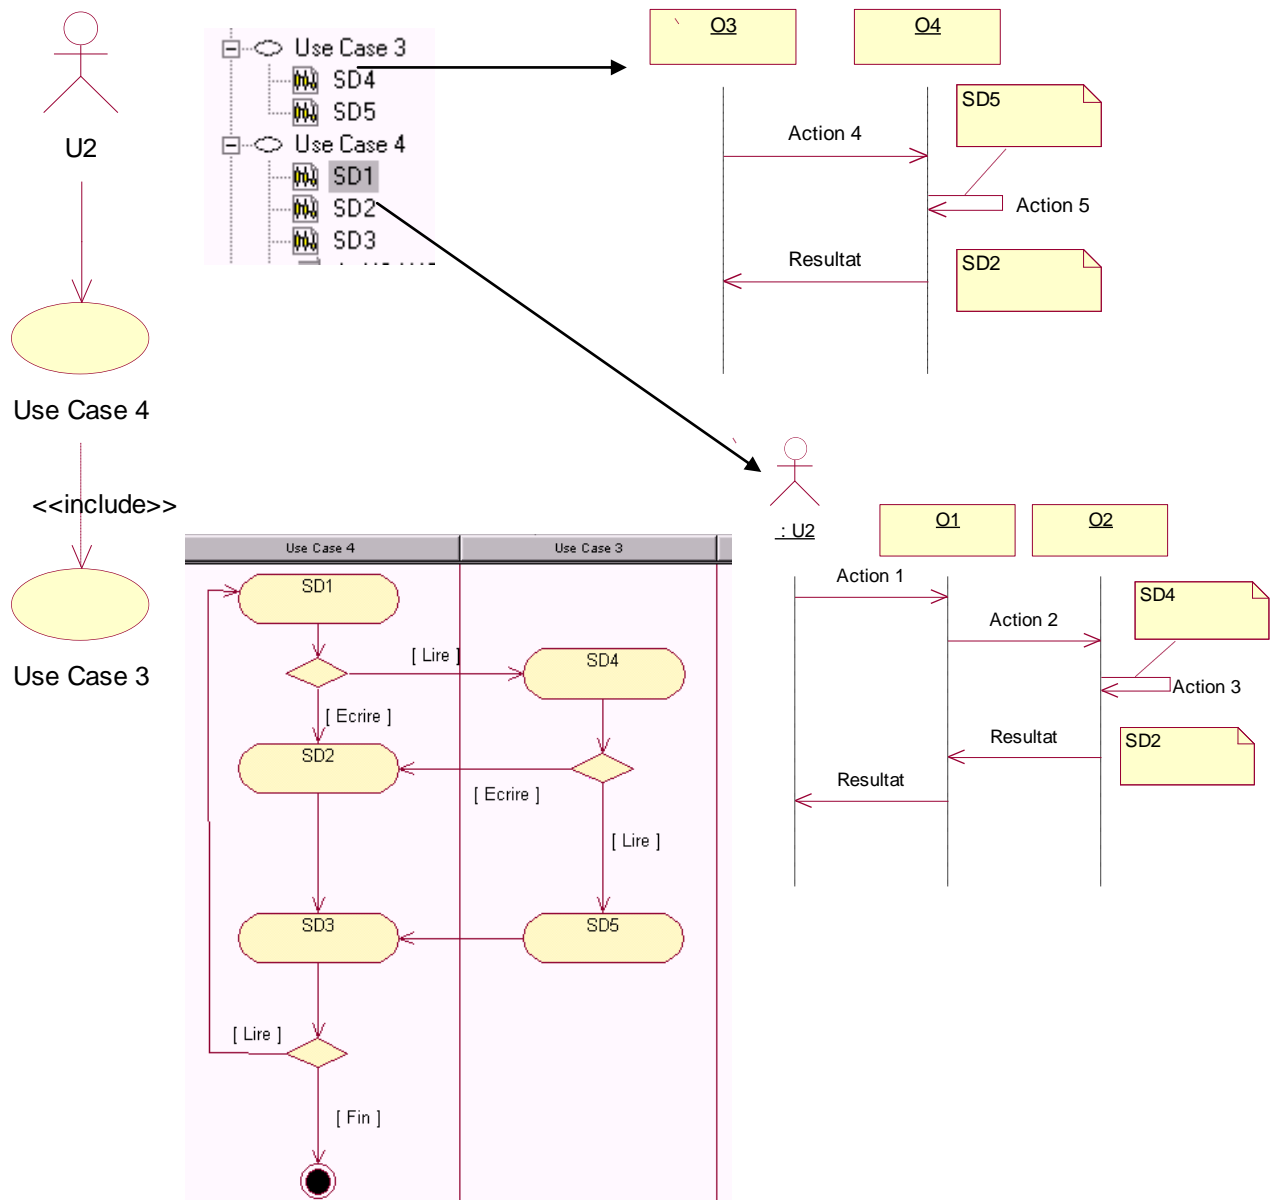 U2
Use Case 4
<<include>>
Use Case 3
Use Case 3
SD4
SD5
Use Case 4
SD1
SD2
SD3
O3
O4
SD5
Action 4
Action 5
Resultat
SD2
: U2
O1
O2
Action 1
SD4
Action 2
Action 3
Resultat
SD2
Resultat
Use Case 4
Use Case 3
SD1
[ Lire ]
SD4
[ Ecrire ]
SD2
[ Ecrire ]
[ Lire ]
SD3
SD5
[ Lire ]
[ Fin ]